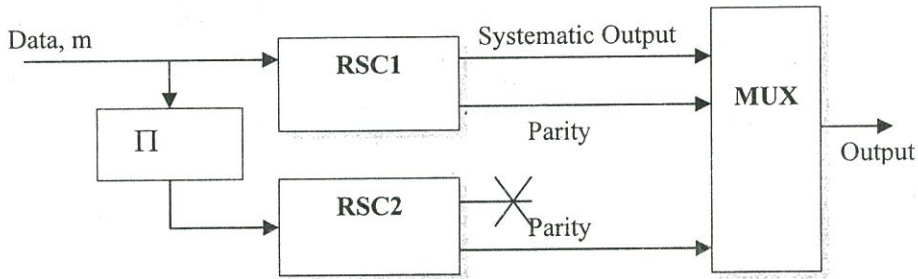 Data, m
Systematic Output
RSC1
MUX
Parity
Π
Output
RSC2
Parity